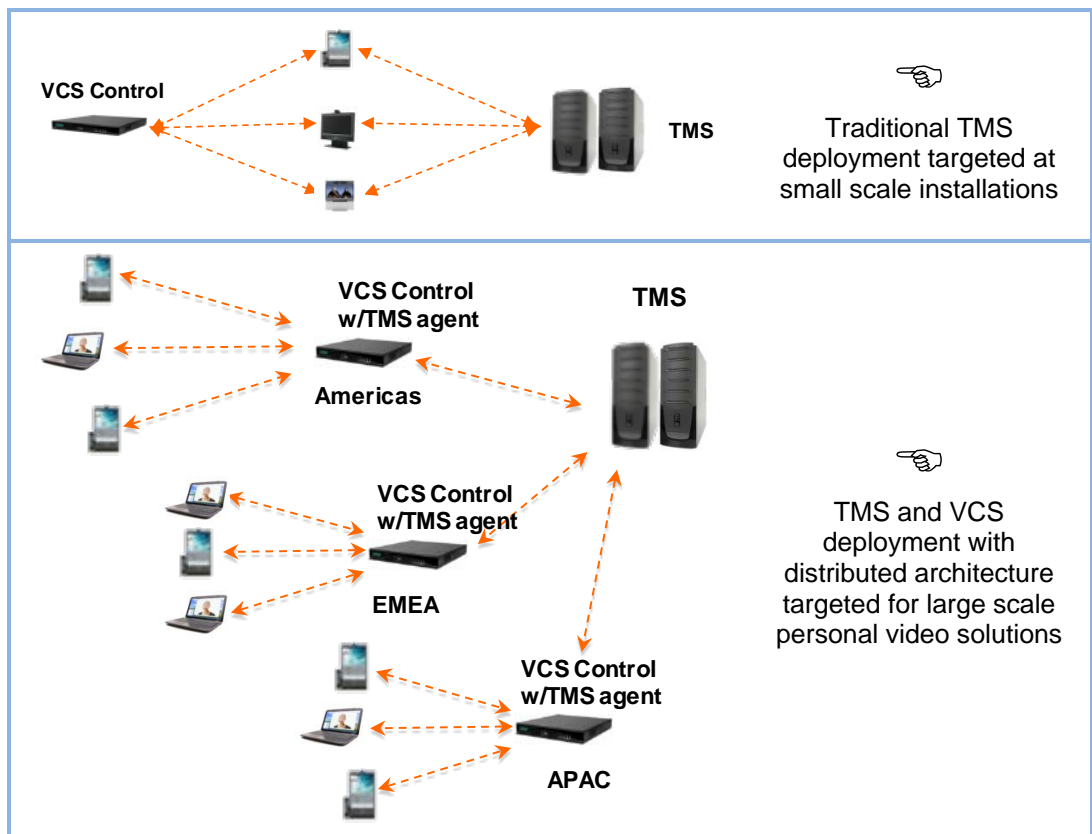 VCS Control
TMS
Traditional TMS
deployment targeted at
small scale installations
VCS Control
w/TMS agent
Americas
TMS
VCS Control
w/TMS agent
EMEA
VCS Control
w/TMS agent
APAC
TMS and VCS
deployment with
distributed architecture
targeted for large scale
personal video solutions